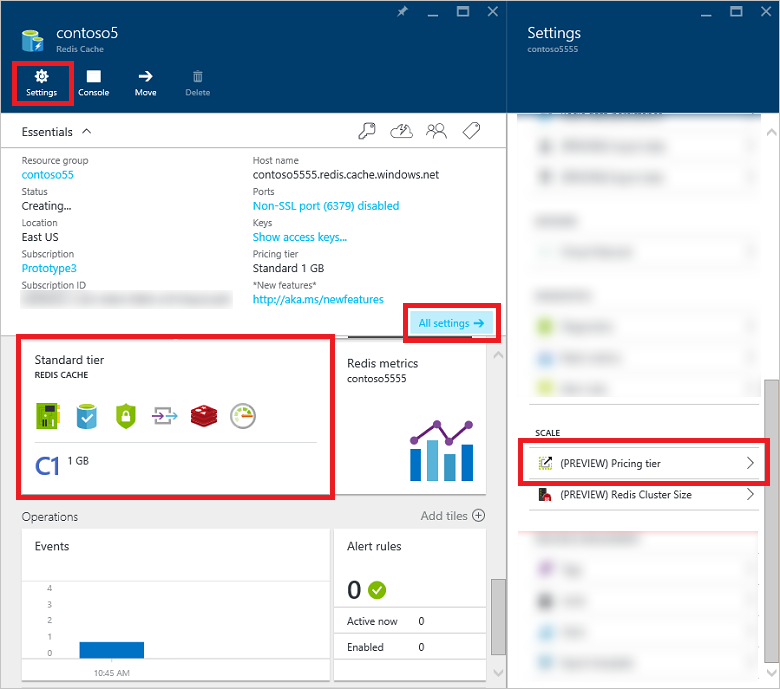 contoso5
Redis Cache
Settings
Console
Move
Delete
Essentials
Resource group
contoso55
Status
Creating...
Location
East US
Subscription
Prototype3
Subscription ID
Host name
contoso5555.redis.cache.windows.net
Ports
Non-SSL port (6379) disabled
Keys
Show access keys...
Pricing tier
Standard 1 GB
*New features*
http://aka.ms/newfeatures
All settings →
Standard tier
REDIS CACHE
C1 1 GB
Redis metrics
contoso5555
Operations
Add tiles
Events
4
3
2
1
0
10:45 AM
Alert rules
0
Active now 0
Enabled 0
Settings
contoso5555
SCALE
(PREVIEW) Pricing tier
(PREVIEW) Redis Cluster Size